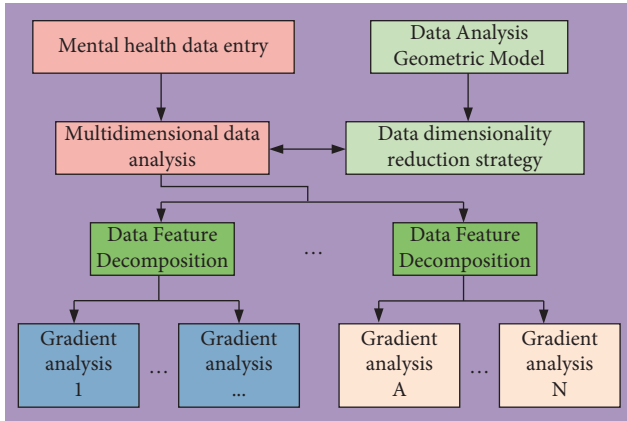 Mental health data entry
Data Analysis
Geometric Model
Multidimensional data
analysis
Data dimensionality
reduction strategy
Data Feature
Decomposition
...
Data Feature
Decomposition
Gradient
analysis
1
...
Gradient
analysis
...
Gradient
analysis
A
...
Gradient
analysis
N